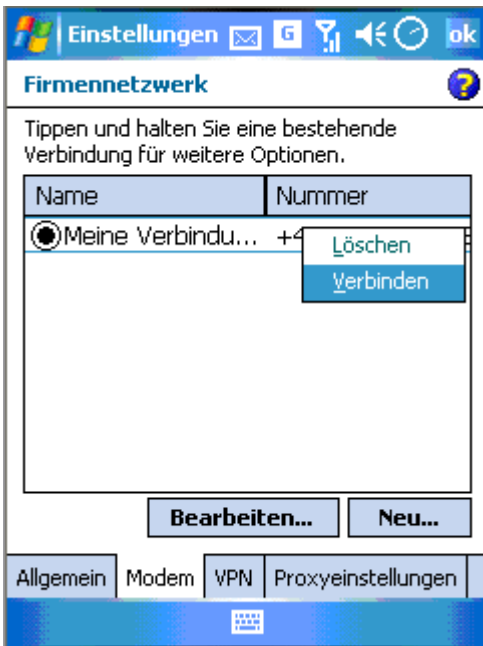 Einstellungen G ok
Firmennetzwerk ?
Tippen und halten Sie eine bestehende
Verbindung für weitere Optionen.
Name Nummer
Meine Verbindu... +4
Löschen
Verbinden
Bearbeiten... Neu...
Allgemein Modem VPN Proxyeinstellungen